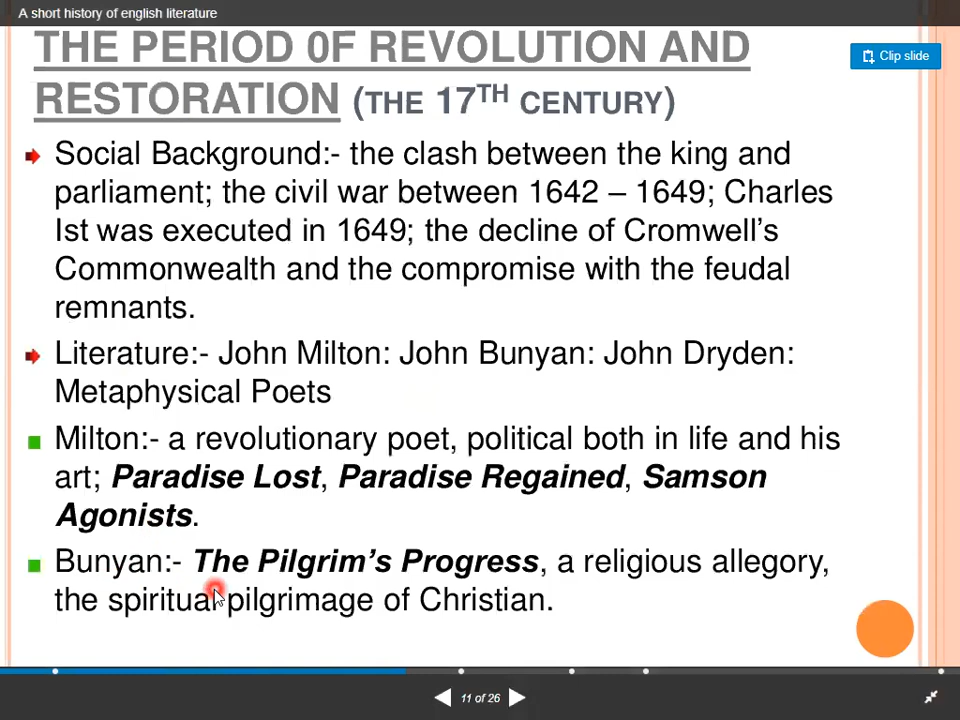 A short history of english literature
THE PERIOD 0F REVOLUTION AND
Clip slide
RESTORATION (THE 17TH CENTURY)
Social Background:- the clash between the king and
parliament; the civil war between 1642 – 1649; Charles
Ist was executed in 1649; the decline of Cromwell’s
Commonwealth and the compromise with the feudal
remnants.
Literature:- John Milton: John Bunyan: John Dryden:
Metaphysical Poets
Milton:- a revolutionary poet, political both in life and his
art; Paradise Lost, Paradise Regained, Samson
Agonists.
Bunyan:- The Pilgrim’s Progress, a religious allegory,
the spiritual pilgrimage of Christian.
11 of 26